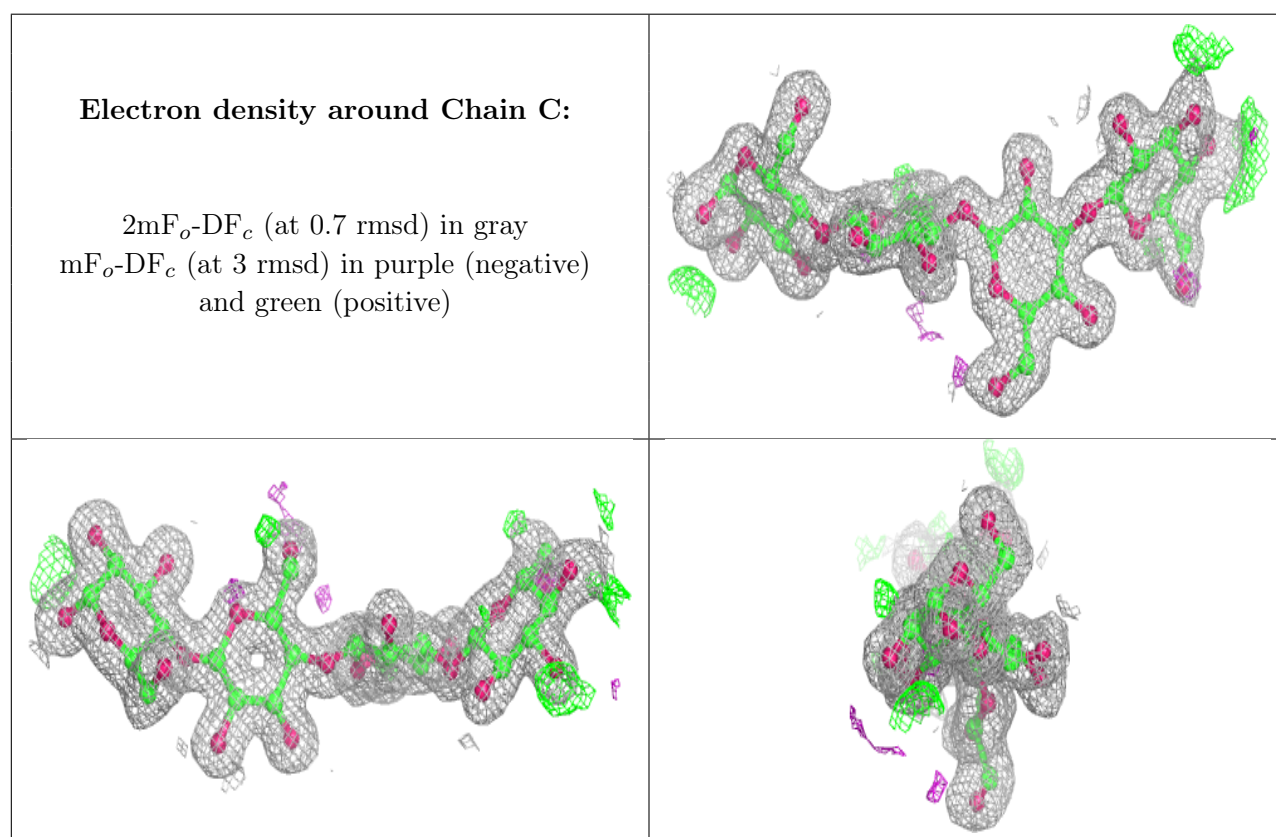 Electron density around Chain C:
2mFₒ-DF𝒸 (at 0.7 rmsd) in gray
mFₒ-DF𝒸 (at 3 rmsd) in purple (negative)
and green (positive)